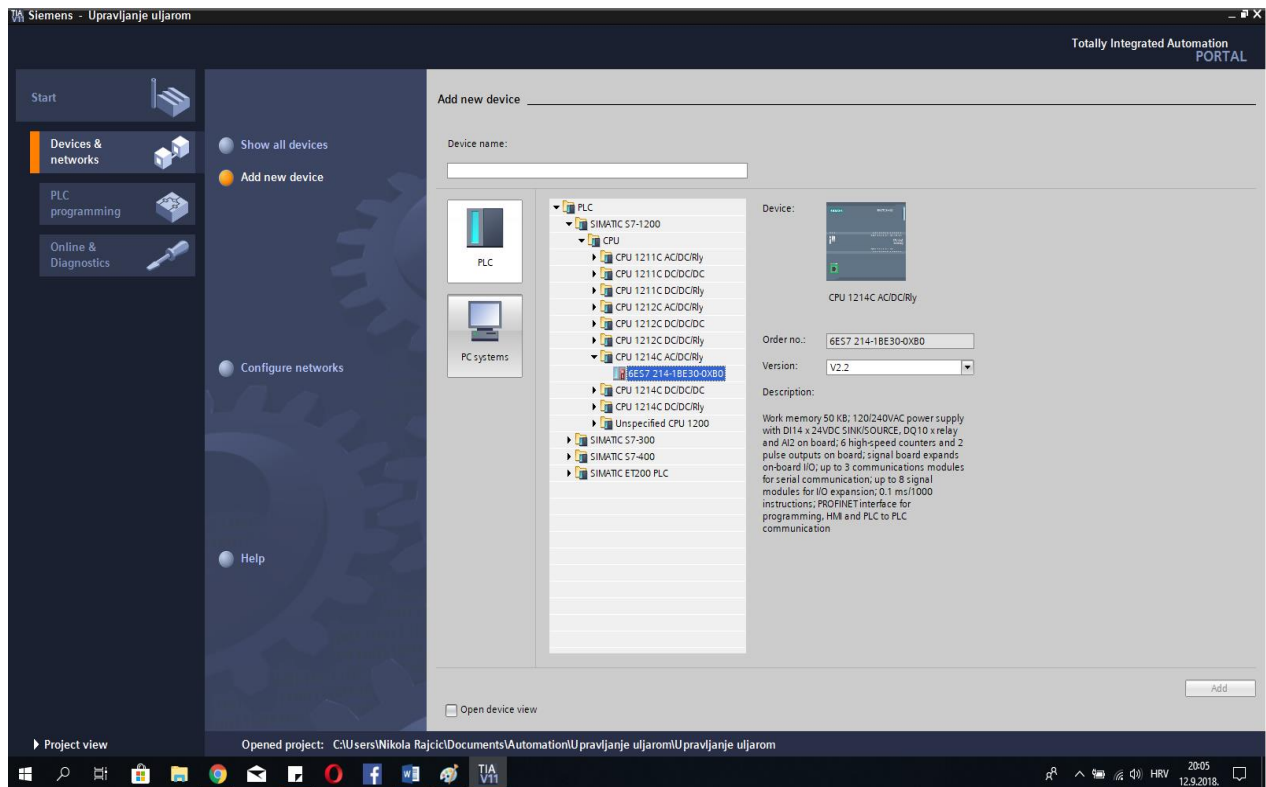 TIA V11 Siemens - Upravljanje uljarom
Totally Integrated Automation
PORTAL
Start
Devices &
networks
PLC
programming
Online &
Diagnostics
Show all devices
Add new device
Configure networks
Help
Add new device
Device name:
PLC
PC systems
PLC
SIMATIC S7-1200
CPU
CPU 1211C AC/DC/Rly
CPU 1211C DC/DC/DC
CPU 1211C DC/DC/Rly
CPU 1212C AC/DC/Rly
CPU 1212C DC/DC/DC
CPU 1212C DC/DC/Rly
CPU 1214C AC/DC/Rly
6ES7 214-1BE30-0XB0
CPU 1214C DC/DC/DC
CPU 1214C DC/DC/Rly
Unspecified CPU 1200
SIMATIC S7-300
SIMATIC S7-400
SIMATIC ET200 PLC
Device:
CPU 1214C AC/DC/Rly
Order no.: 6ES7 214-1BE30-0XB0
Version: V2.2
Description:
Work memory 50 KB; 120/240VAC power supply
with DI14 x 24VDC SINK/SOURCE, DQ10 x relay
and AI2 on board; 6 high-speed counters and 2
pulse outputs on board; signal board expands
on-board I/O; up to 3 communications modules
for serial communication; up to 8 signal
modules for I/O expansion; 0.1 ms/1000
instructions; PROFINET interface for
programming, HMI and PLC to PLC
communication
Add
Open device view
Project view
Opened project: C:\Users\Nikola Rajcic\Documents\Automation\Upravljanje uljarom\Upravljanje uljarom
TIA
V11
HRV
20:05
12.9.2018.